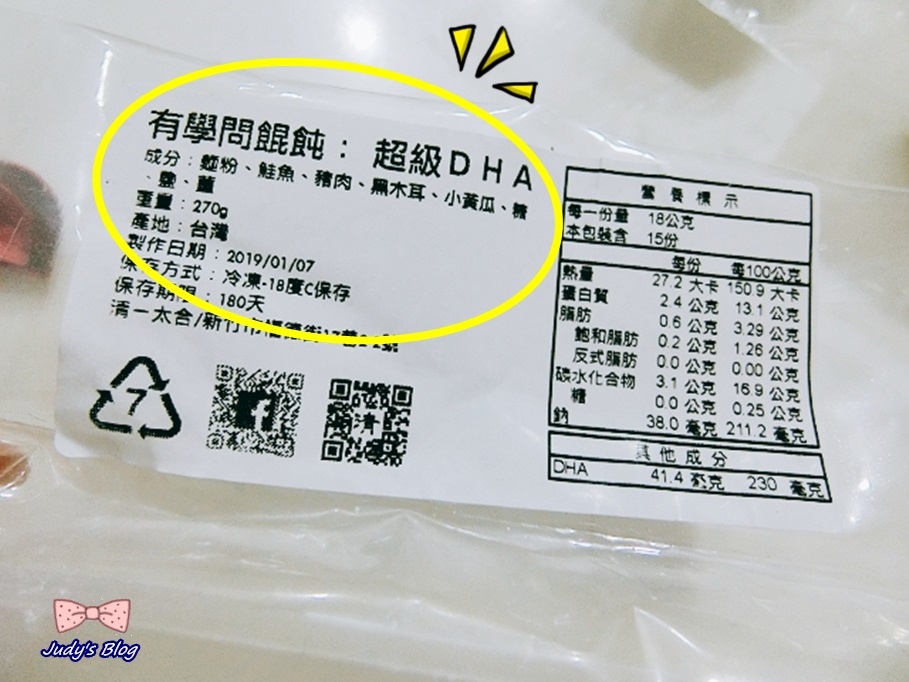 有學問餛飩： 超級ＤＨＡ
成分：麵粉、鮭魚、豬肉、黑木耳、小黃瓜、糖
、鹽、薑
重量：270g
產地：台灣
製作日期：2019/01/07
保存方式：冷凍-18度C保存
保存期限：180天
清一太合/新竹市
7
清
營養標示
每一份量 18公克
本包裝含 15份
每份 每100公克
熱量 27.2 大卡 150.9 大卡
蛋白質 2.4 公克 13.1 公克
脂肪 0.6 公克 3.29 公克
飽和脂肪 0.2 公克 1.26 公克
反式脂肪 0.0 公克 0.00 公克
碳水化合物 3.1 公克 16.9 公克
糖 0.0 公克 0.25 公克
鈉 38.0 毫克 211.2 毫克
其他成分
DHA 41.4 毫克 230 毫克
Judy's Blog